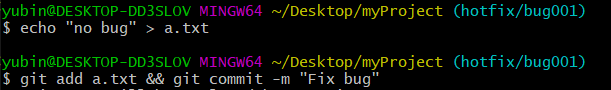 yubin@DESKTOP-DD3SLOV MINGW64 ~/Desktop/myProject (hotfix/bug001)
$ echo "no bug" > a.txt
yubin@DESKTOP-DD3SLOV MINGW64 ~/Desktop/myProject (hotfix/bug001)
$ git add a.txt && git commit -m "Fix bug"